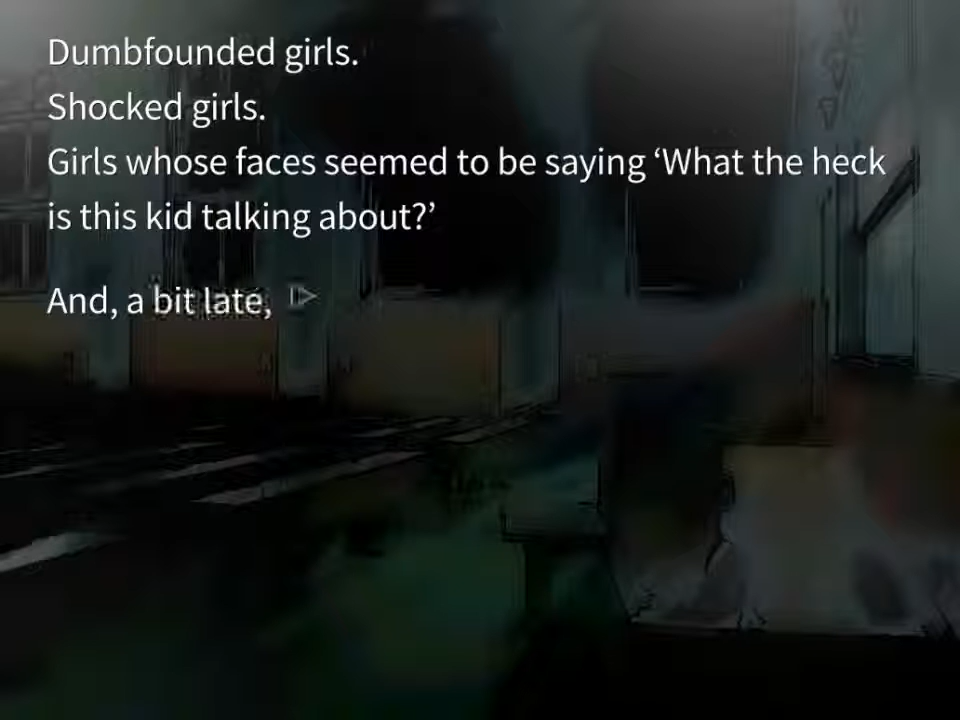 Dumbfounded girls.
Shocked girls.
Girls whose faces seemed to be saying ‘What the heck
is this kid talking about?’
And, a bit late,